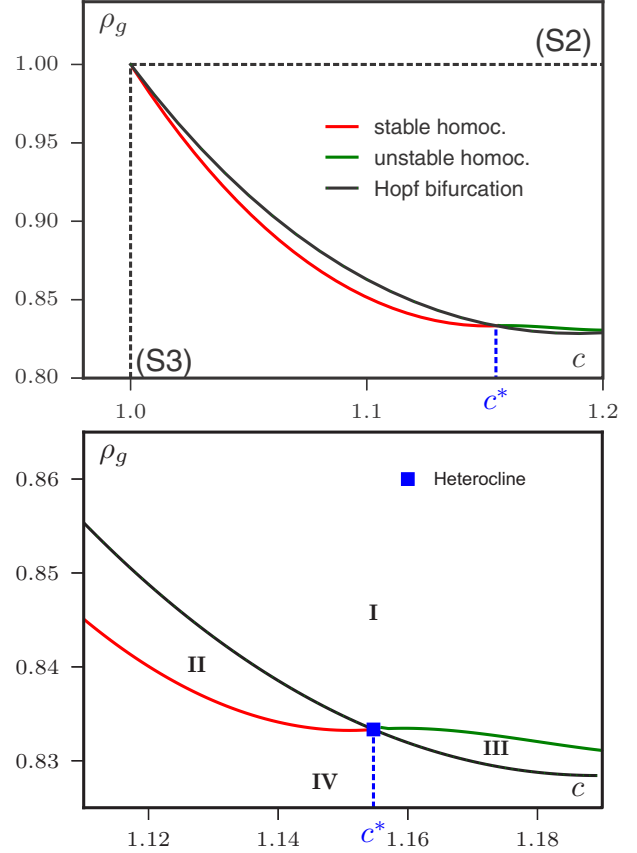 ρ_g
(S2)
1.00
stable homoc.
0.95
unstable homoc.
Hopf bifurcation
0.90
0.85
(S3)
c
0.80
1.0
1.1
c*
1.2
ρ_g
0.86
Heterocline
0.85
I
0.84
II
III
0.83
IV
c
1.12
1.14
c*
1.16
1.18